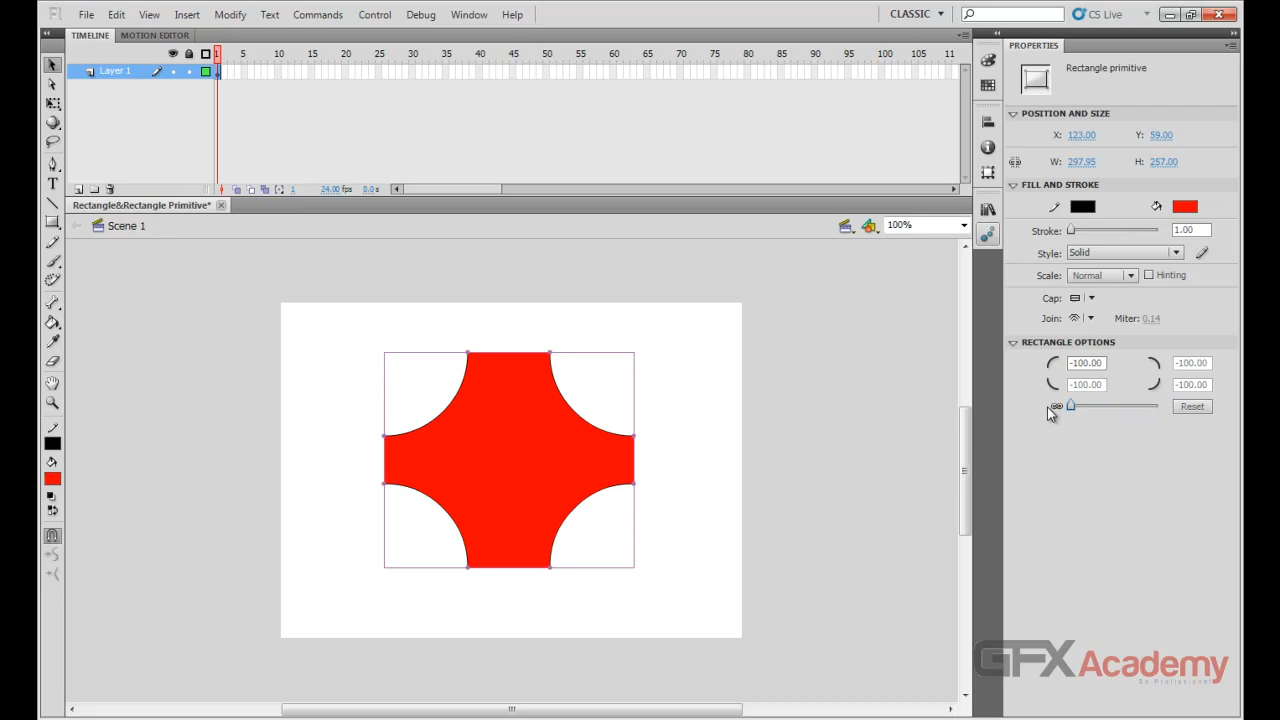 Fl File Edit View Insert Modify Text Commands Control Debug Window Help CLASSIC CS Live
TIMELINE MOTION EDITOR
1 5 10 15 20 25 30 35 40 45 50 55 60 65 70 75 80 85 90 95 100 105 11
Layer 1
1 24.00 fps 0.0 s
Rectangle&Rectangle Primitive*
Scene 1 100%
PROPERTIES
Rectangle primitive
POSITION AND SIZE
X: 123.00 Y: 59.00
W: 297.95 H: 257.00
FILL AND STROKE
Stroke: 1.00
Style: Solid
Scale: Normal Hinting
Cap:
Join: Miter: 0.14
RECTANGLE OPTIONS
-100.00 -100.00
-100.00 -100.00
Reset
T
GFX Academy
Be Professional